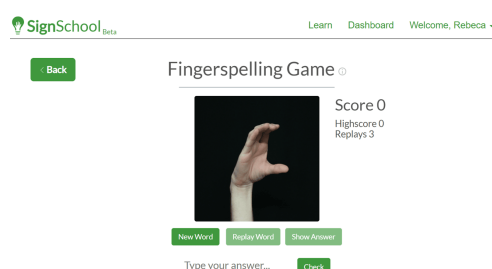 SignSchool Beta
Learn Dashboard Welcome, Rebeca
< Back
Fingerspelling Game
Score 0
Highscore 0
Replays 3
New Word Replay Word Show Answer
Type your answer... Check